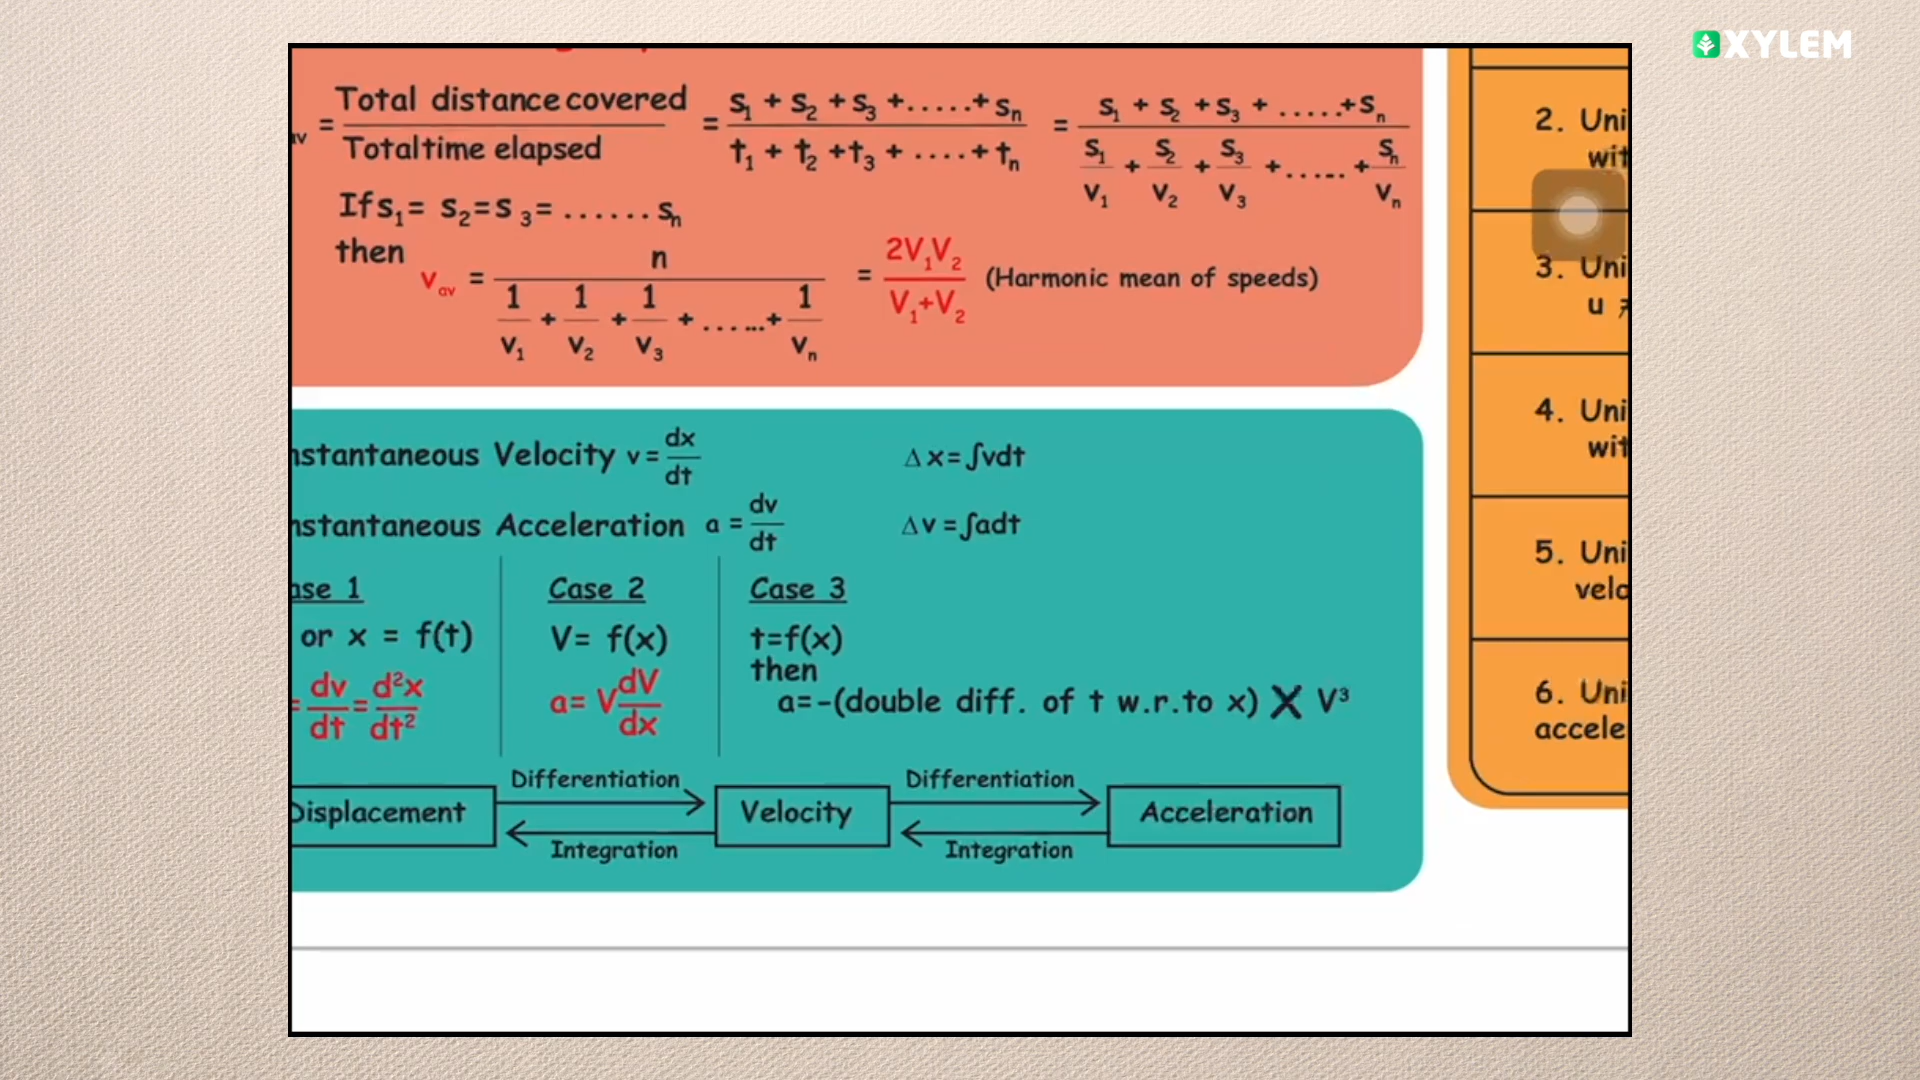 XYLEM
av = Total distance covered / Totaltime elapsed = s₁ + s₂ + s₃ +.....+ sₙ / t₁ + t₂ +t₃ + ....+ tₙ = s₁ + s₂ + s₃ + .....+sₙ / s₁/v₁ + s₂/v₂ + s₃/v₃ +.....+ sₙ/vₙ
If s₁= s₂=s₃= ...... sₙ
then
v_av = n / 1/v₁ + 1/v₂ + 1/v₃ + ......+ 1/vₙ = 2V₁V₂ / V₁+V₂ (Harmonic mean of speeds)
nstantaneous Velocity v = dx/dt Δx=∫vdt
nstantaneous Acceleration a = dv/dt Δv=∫adt
ase 1
or x = f(t)
= dv/dt = d²x/dt²
Case 2
V= f(x)
a= V dV/dx
Case 3
t=f(x)
then
a=-(double diff. of t w.r.to x) X V³
Displacement
Differentiation
Integration
Velocity
Differentiation
Integration
Acceleration
2. Uni
wit
3. Uni
u
4. Uni
wit
5. Uni
velo
6. Uni
accele